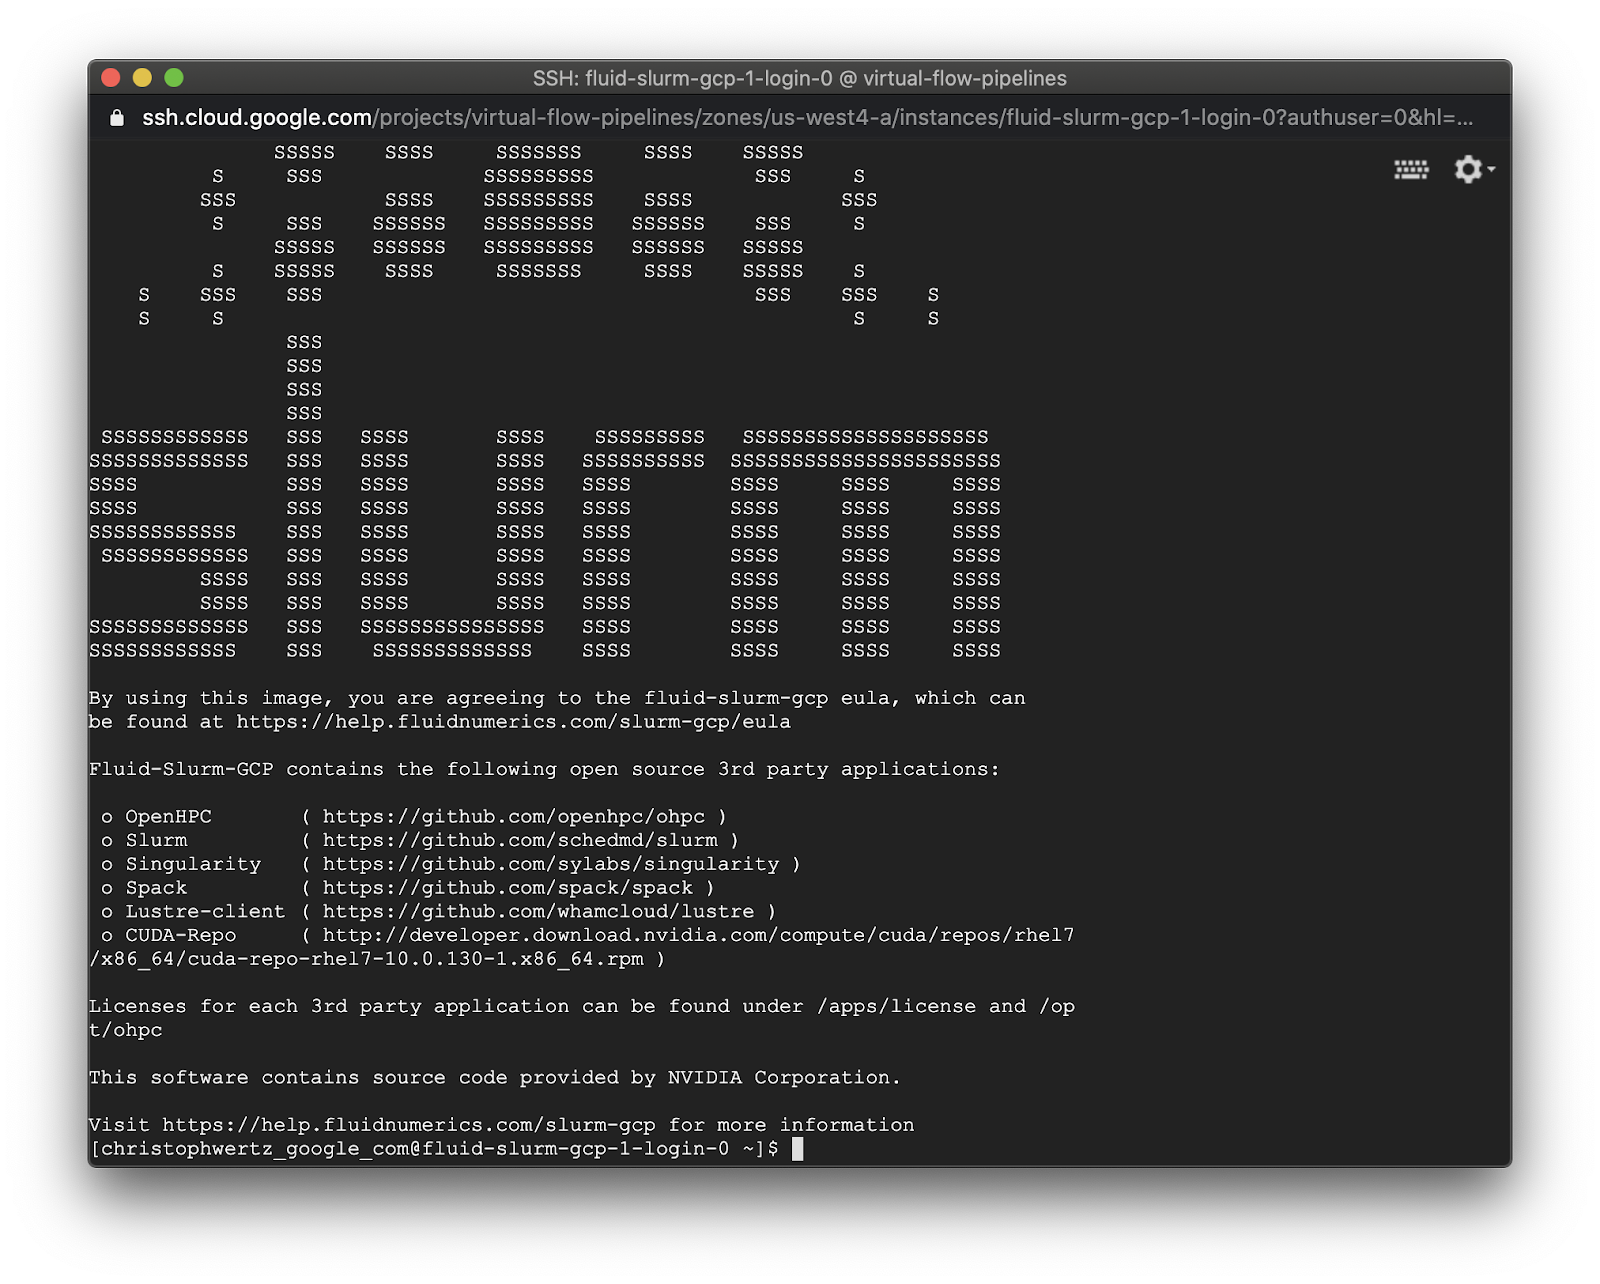 SSH: fluid-slurm-gcp-1-login-0 @ virtual-flow-pipelines
ssh.cloud.google.com/projects/virtual-flow-pipelines/zones/us-west4-a/instances/fluid-slurm-gcp-1-login-0?authuser=0&hl=...
               SSSSS    SSSS     SSSSSSS     SSSS    SSSSS
          S     SSS             SSSSSSSSS             SSS     S
         SSS            SSSS    SSSSSSSSS    SSSS            SSS
          S     SSS    SSSSSS   SSSSSSSSS   SSSSSS    SSS     S
               SSSSS   SSSSSS   SSSSSSSSS   SSSSSS   SSSSS
          S    SSSSS    SSSS     SSSSSSS     SSSS    SSSSS    S
    S    SSS    SSS                                   SSS    SSS    S
    S     S                                                   S     S
                SSS
                SSS
                SSS
                SSS
 SSSSSSSSSSSS   SSS   SSSS       SSSS    SSSSSSSSS   SSSSSSSSSSSSSSSSSSSS
SSSSSSSSSSSSS   SSS   SSSS       SSSS   SSSSSSSSSS  SSSSSSSSSSSSSSSSSSSSSS
SSSS            SSS   SSSS       SSSS   SSSS        SSSS     SSSS     SSSS
SSSS            SSS   SSSS       SSSS   SSSS        SSSS     SSSS     SSSS
SSSSSSSSSSSS    SSS   SSSS       SSSS   SSSS        SSSS     SSSS     SSSS
 SSSSSSSSSSSS   SSS   SSSS       SSSS   SSSS        SSSS     SSSS     SSSS
         SSSS   SSS   SSSS       SSSS   SSSS        SSSS     SSSS     SSSS
         SSSS   SSS   SSSS       SSSS   SSSS        SSSS     SSSS     SSSS
SSSSSSSSSSSSS   SSS   SSSSSSSSSSSSSSS   SSSS        SSSS     SSSS     SSSS
SSSSSSSSSSSS    SSS    SSSSSSSSSSSSS    SSSS        SSSS     SSSS     SSSS
By using this image, you are agreeing to the fluid-slurm-gcp eula, which can
be found at https://help.fluidnumerics.com/slurm-gcp/eula
Fluid-Slurm-GCP contains the following open source 3rd party applications:
 o OpenHPC       ( https://github.com/openhpc/ohpc )
 o Slurm         ( https://github.com/schedmd/slurm )
 o Singularity   ( https://github.com/sylabs/singularity )
 o Spack         ( https://github.com/spack/spack )
 o Lustre-client ( https://github.com/whamcloud/lustre )
 o CUDA-Repo     ( http://developer.download.nvidia.com/compute/cuda/repos/rhel7
/x86_64/cuda-repo-rhel7-10.0.130-1.x86_64.rpm )
Licenses for each 3rd party application can be found under /apps/license and /op
t/ohpc
This software contains source code provided by NVIDIA Corporation.
Visit https://help.fluidnumerics.com/slurm-gcp for more information
[christophwertz_google_com@fluid-slurm-gcp-1-login-0 ~]$